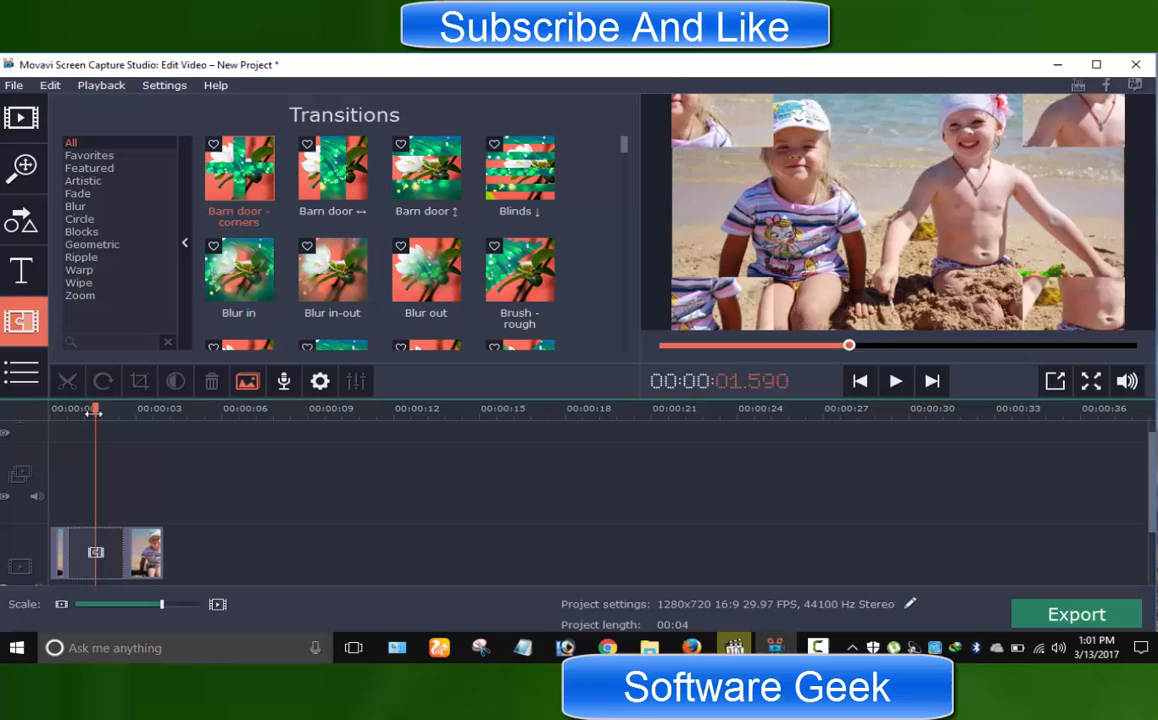 Subscribe And Like
Movavi Screen Capture Studio: Edit Video – New Project *
File Edit Playback Settings Help
Transitions
All
Favorites
Featured
Artistic
Fade
Blur
Circle
Blocks
Geometric
Ripple
Warp
Wipe
Zoom
Barn door - corners
Barn door ↔
Barn door ↕
Blinds ↓
Blur in
Blur in-out
Blur out
Brush - rough
00:00:01.590
00:00:03 00:00:06 00:00:09 00:00:12 00:00:15 00:00:18 00:00:21 00:00:24 00:00:27 00:00:30 00:00:33 00:00:36
Scale:
Project settings: 1280x720 16:9 29.97 FPS, 44100 Hz Stereo
Project length: 00:04
Export
Ask me anything
1:01 PM
3/13/2017
Software Geek